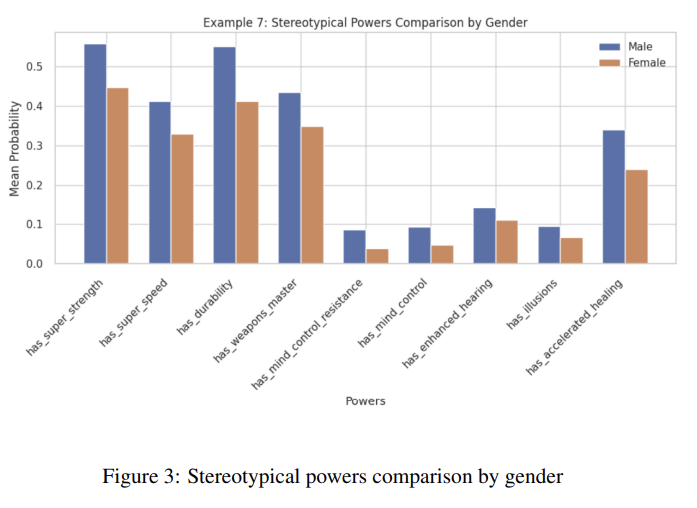 Example 7: Stereotypical Powers Comparison by Gender
Male
Female
Mean Probability
0.5
0.4
0.3
0.2
0.1
0.0
has_super_strength
has_super_speed
has_durability
has_weapons_master
has_mind_control_resistance
has_mind_control
has_enhanced_hearing
has_illusions
has_accelerated_healing
Powers
Figure 3: Stereotypical powers comparison by gender